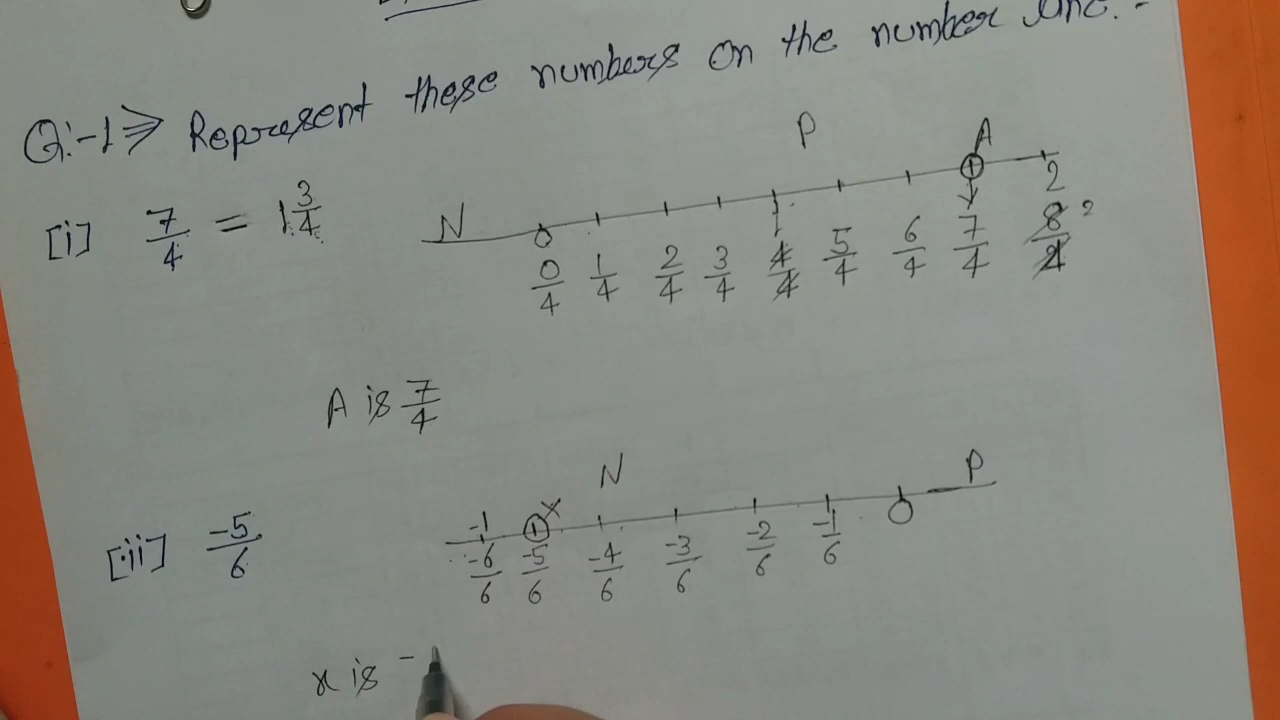 Q:-1⇒ Represent these numbers on the number line.-
[i] 7/4 = 1 3/4
N P A
0 1 2
0/4 1/4 2/4 3/4 4/4 5/4 6/4 7/4 8/4 2
A is 7/4
[ii] -5/6
N P
-1 x 0
-6/6 -5/6 -4/6 -3/6 -2/6 -1/6
x is -